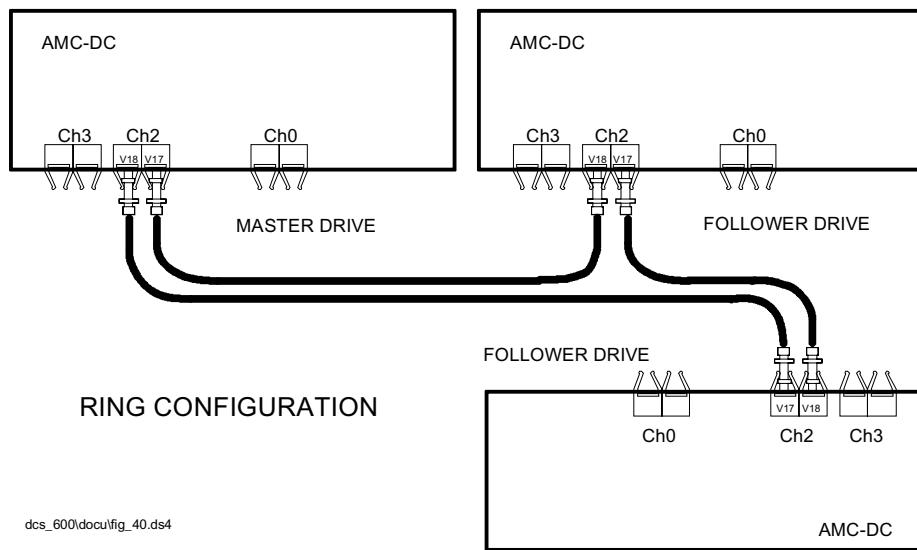 AMC-DC
AMC-DC
Ch3 Ch2 Ch0
V18 V17
Ch3 Ch2 Ch0
V18 V17
MASTER DRIVE
FOLLOWER DRIVE
FOLLOWER DRIVE
RING CONFIGURATION
V17 V18
Ch0 Ch2 Ch3
dcs_600\docu\fig_40.ds4
AMC-DC